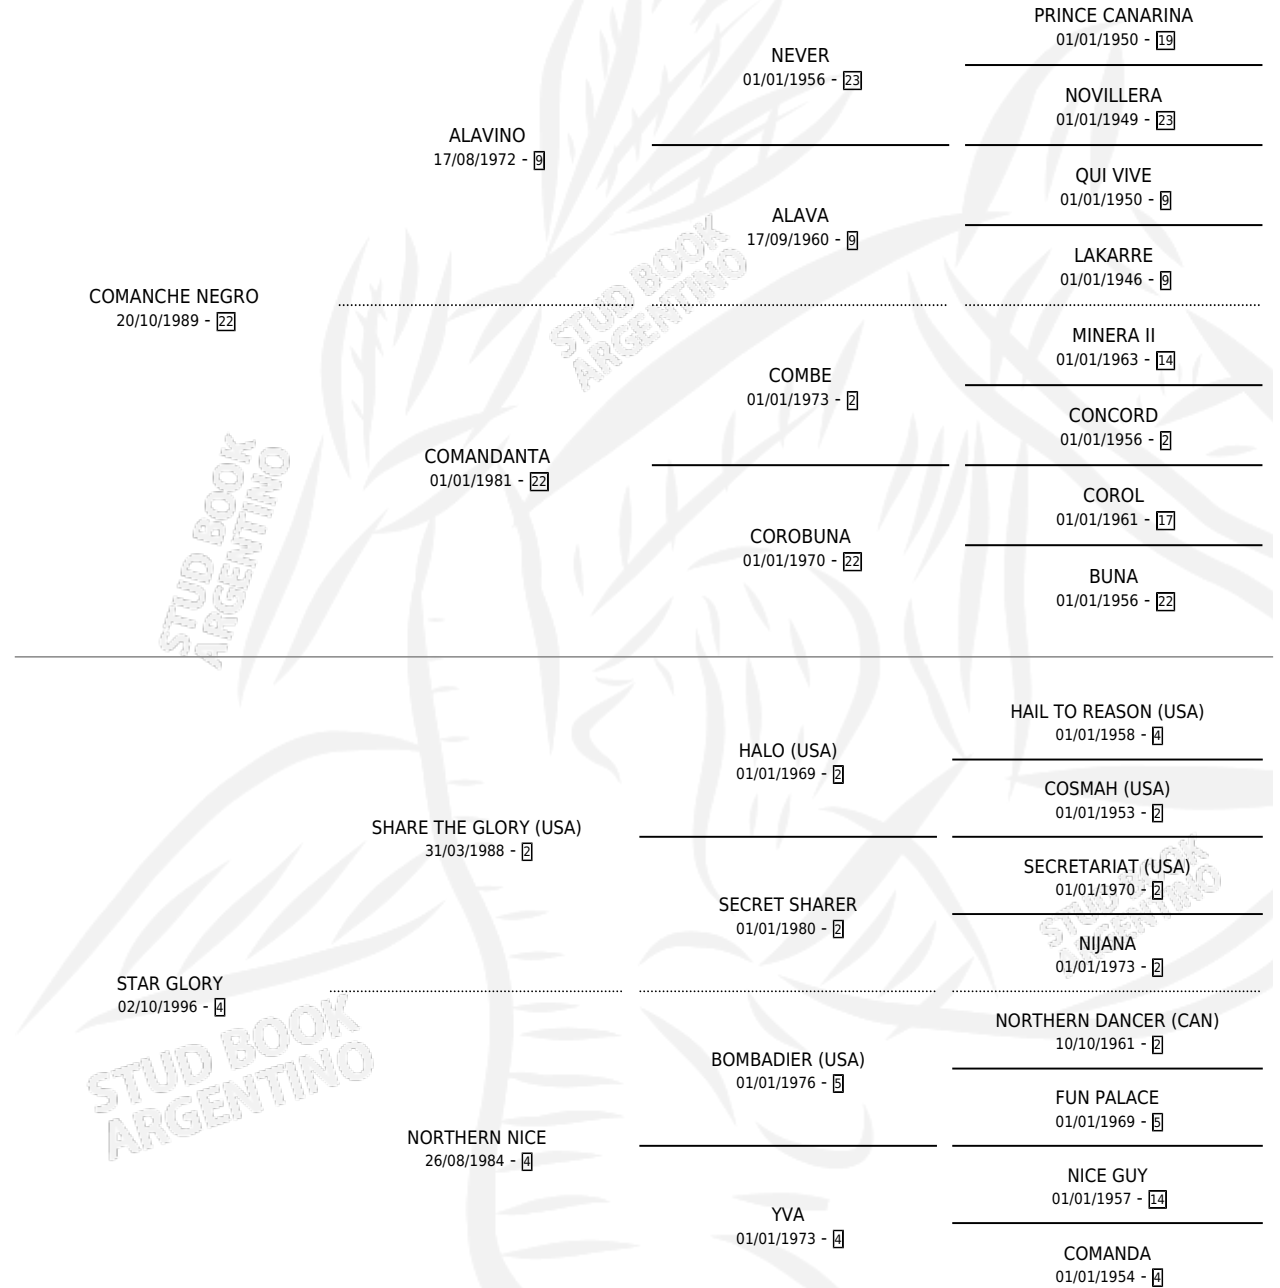 PRINCE CANARINA
01/01/1950 - 19
NEVER
01/01/1956 - 23
NOVILLERA
01/01/1949 - 23
ALAVINO
17/08/1972 - 9
QUI VIVE
01/01/1950 - 9
ALAVA
17/09/1960 - 9
LAKARRE
01/01/1946 - 9
COMANCHE NEGRO
20/10/1989 - 22
MINERA II
01/01/1963 - 14
COMBE
01/01/1973 - 2
CONCORD
01/01/1956 - 2
COMANDANTA
01/01/1981 - 22
COROL
01/01/1961 - 17
COROBUNA
01/01/1970 - 22
BUNA
01/01/1956 - 22
STUD BOOK
ARGENTINO
STUD BOOK
ARGENTINO
HAIL TO REASON (USA)
01/01/1958 - 4
HALO (USA)
01/01/1969 - 2
COSMAH (USA)
01/01/1953 - 2
SHARE THE GLORY (USA)
31/03/1988 - 2
SECRETARIAT (USA)
01/01/1970 - 2
SECRET SHARER
01/01/1980 - 2
NIJANA
01/01/1973 - 2
STAR GLORY
02/10/1996 - 4
NORTHERN DANCER (CAN)
10/10/1961 - 2
BOMBADIER (USA)
01/01/1976 - 5
FUN PALACE
01/01/1969 - 5
NORTHERN NICE
26/08/1984 - 4
NICE GUY
01/01/1957 - 14
YVA
01/01/1973 - 4
COMANDA
01/01/1954 - 4
STUD BOOK
ARGENTINO
STUD BOOK
ARGENTINO